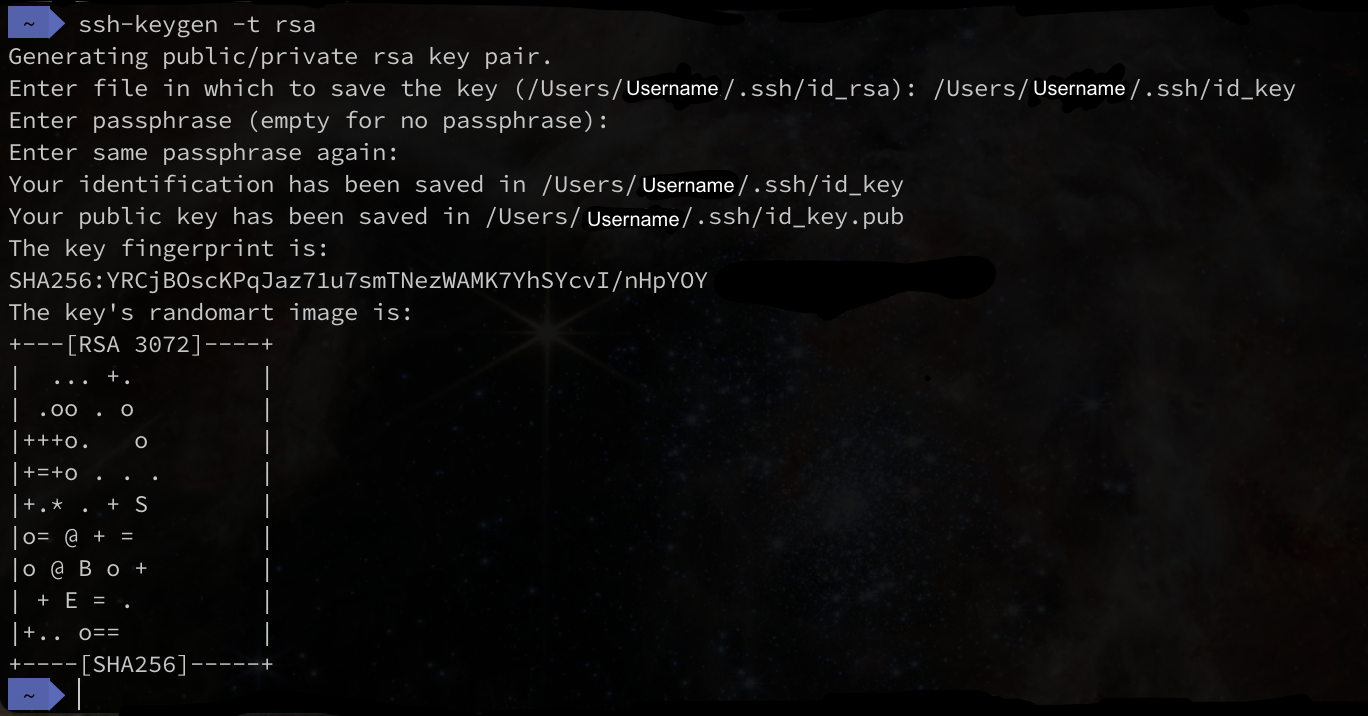 ~ ssh-keygen -t rsa
Generating public/private rsa key pair.
Enter file in which to save the key (/Users/Username/.ssh/id_rsa): /Users/Username/.ssh/id_key
Enter passphrase (empty for no passphrase):
Enter same passphrase again:
Your identification has been saved in /Users/Username/.ssh/id_key
Your public key has been saved in /Users/Username/.ssh/id_key.pub
The key fingerprint is:
SHA256:YRCjBOscKPqJaz71u7smTNezWAMK7YhSYcvI/nHpYOY
The key's randomart image is:
+---[RSA 3072]----+
|  ... +.         |
| .oo . o         |
|+++o.   o        |
|+=+o . . .       |
|+.* . + S        |
|o= @ + =         |
|o @ B o +        |
| + E = .         |
|+.. o==          |
+----[SHA256]-----+
~